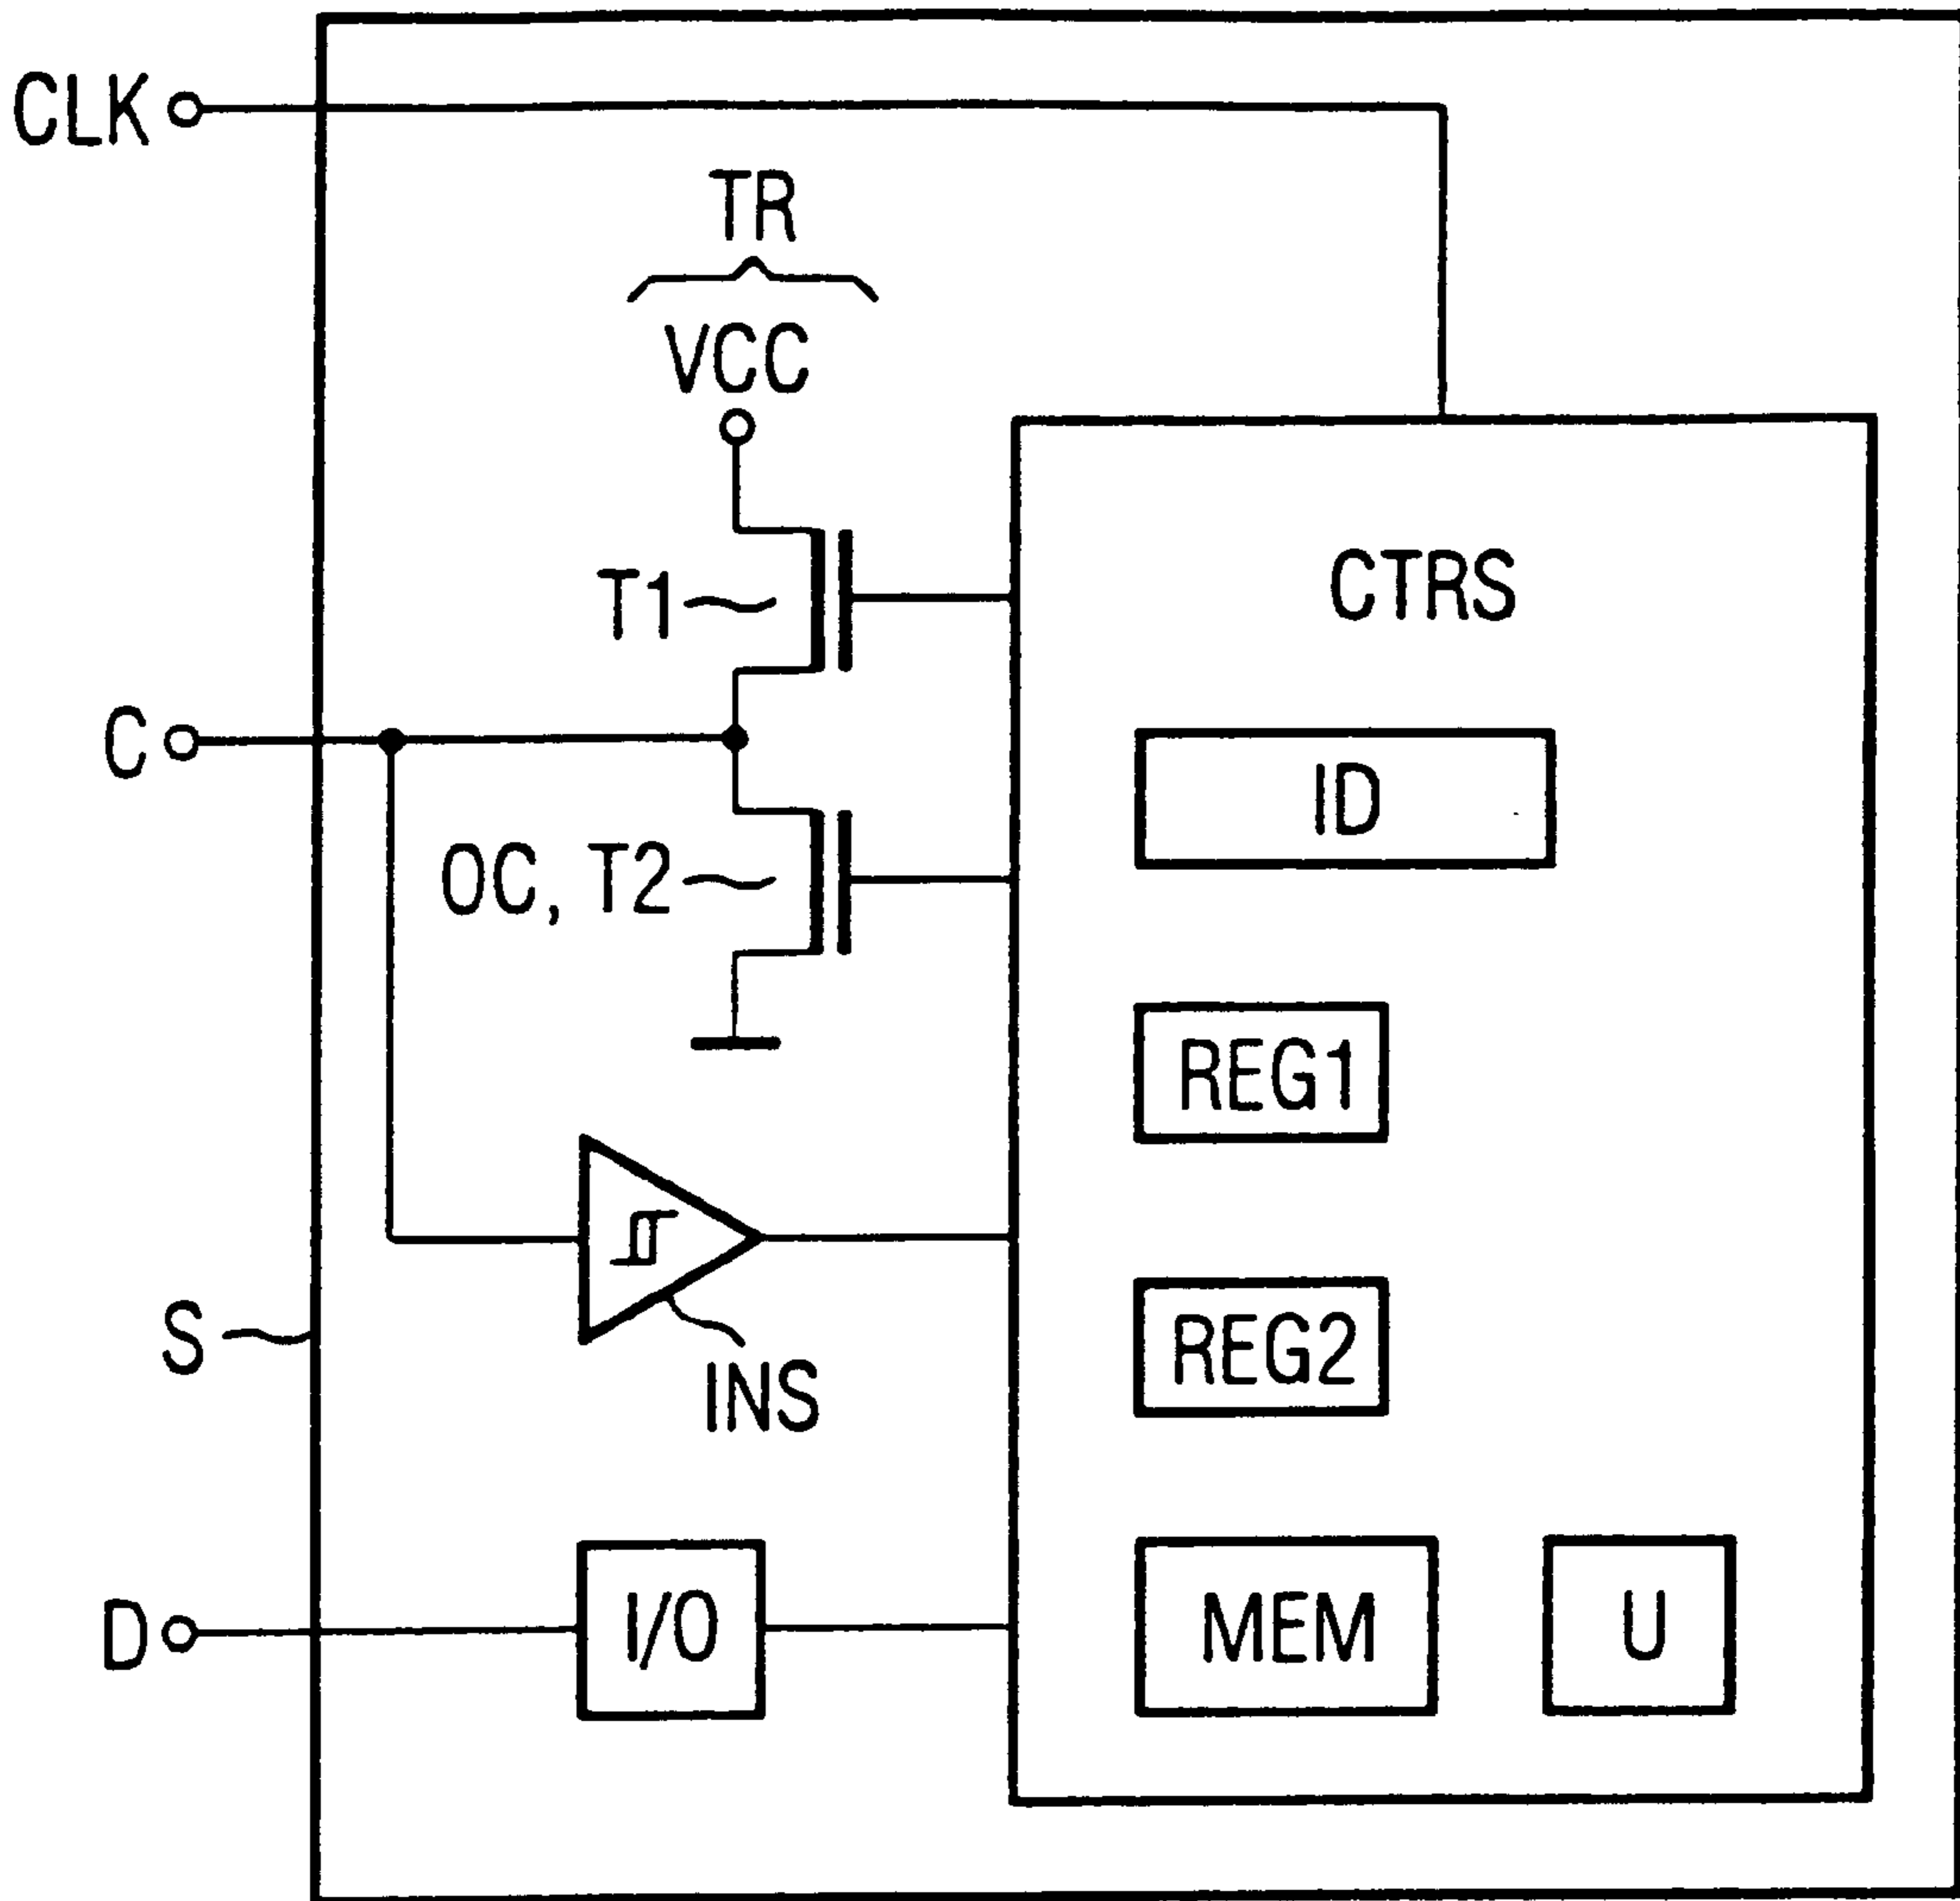 CLK
TR
VCC
CTRS
T1
C
ID
OC, T2
REG1
S
REG2
INS
D
I/O
MEM
U